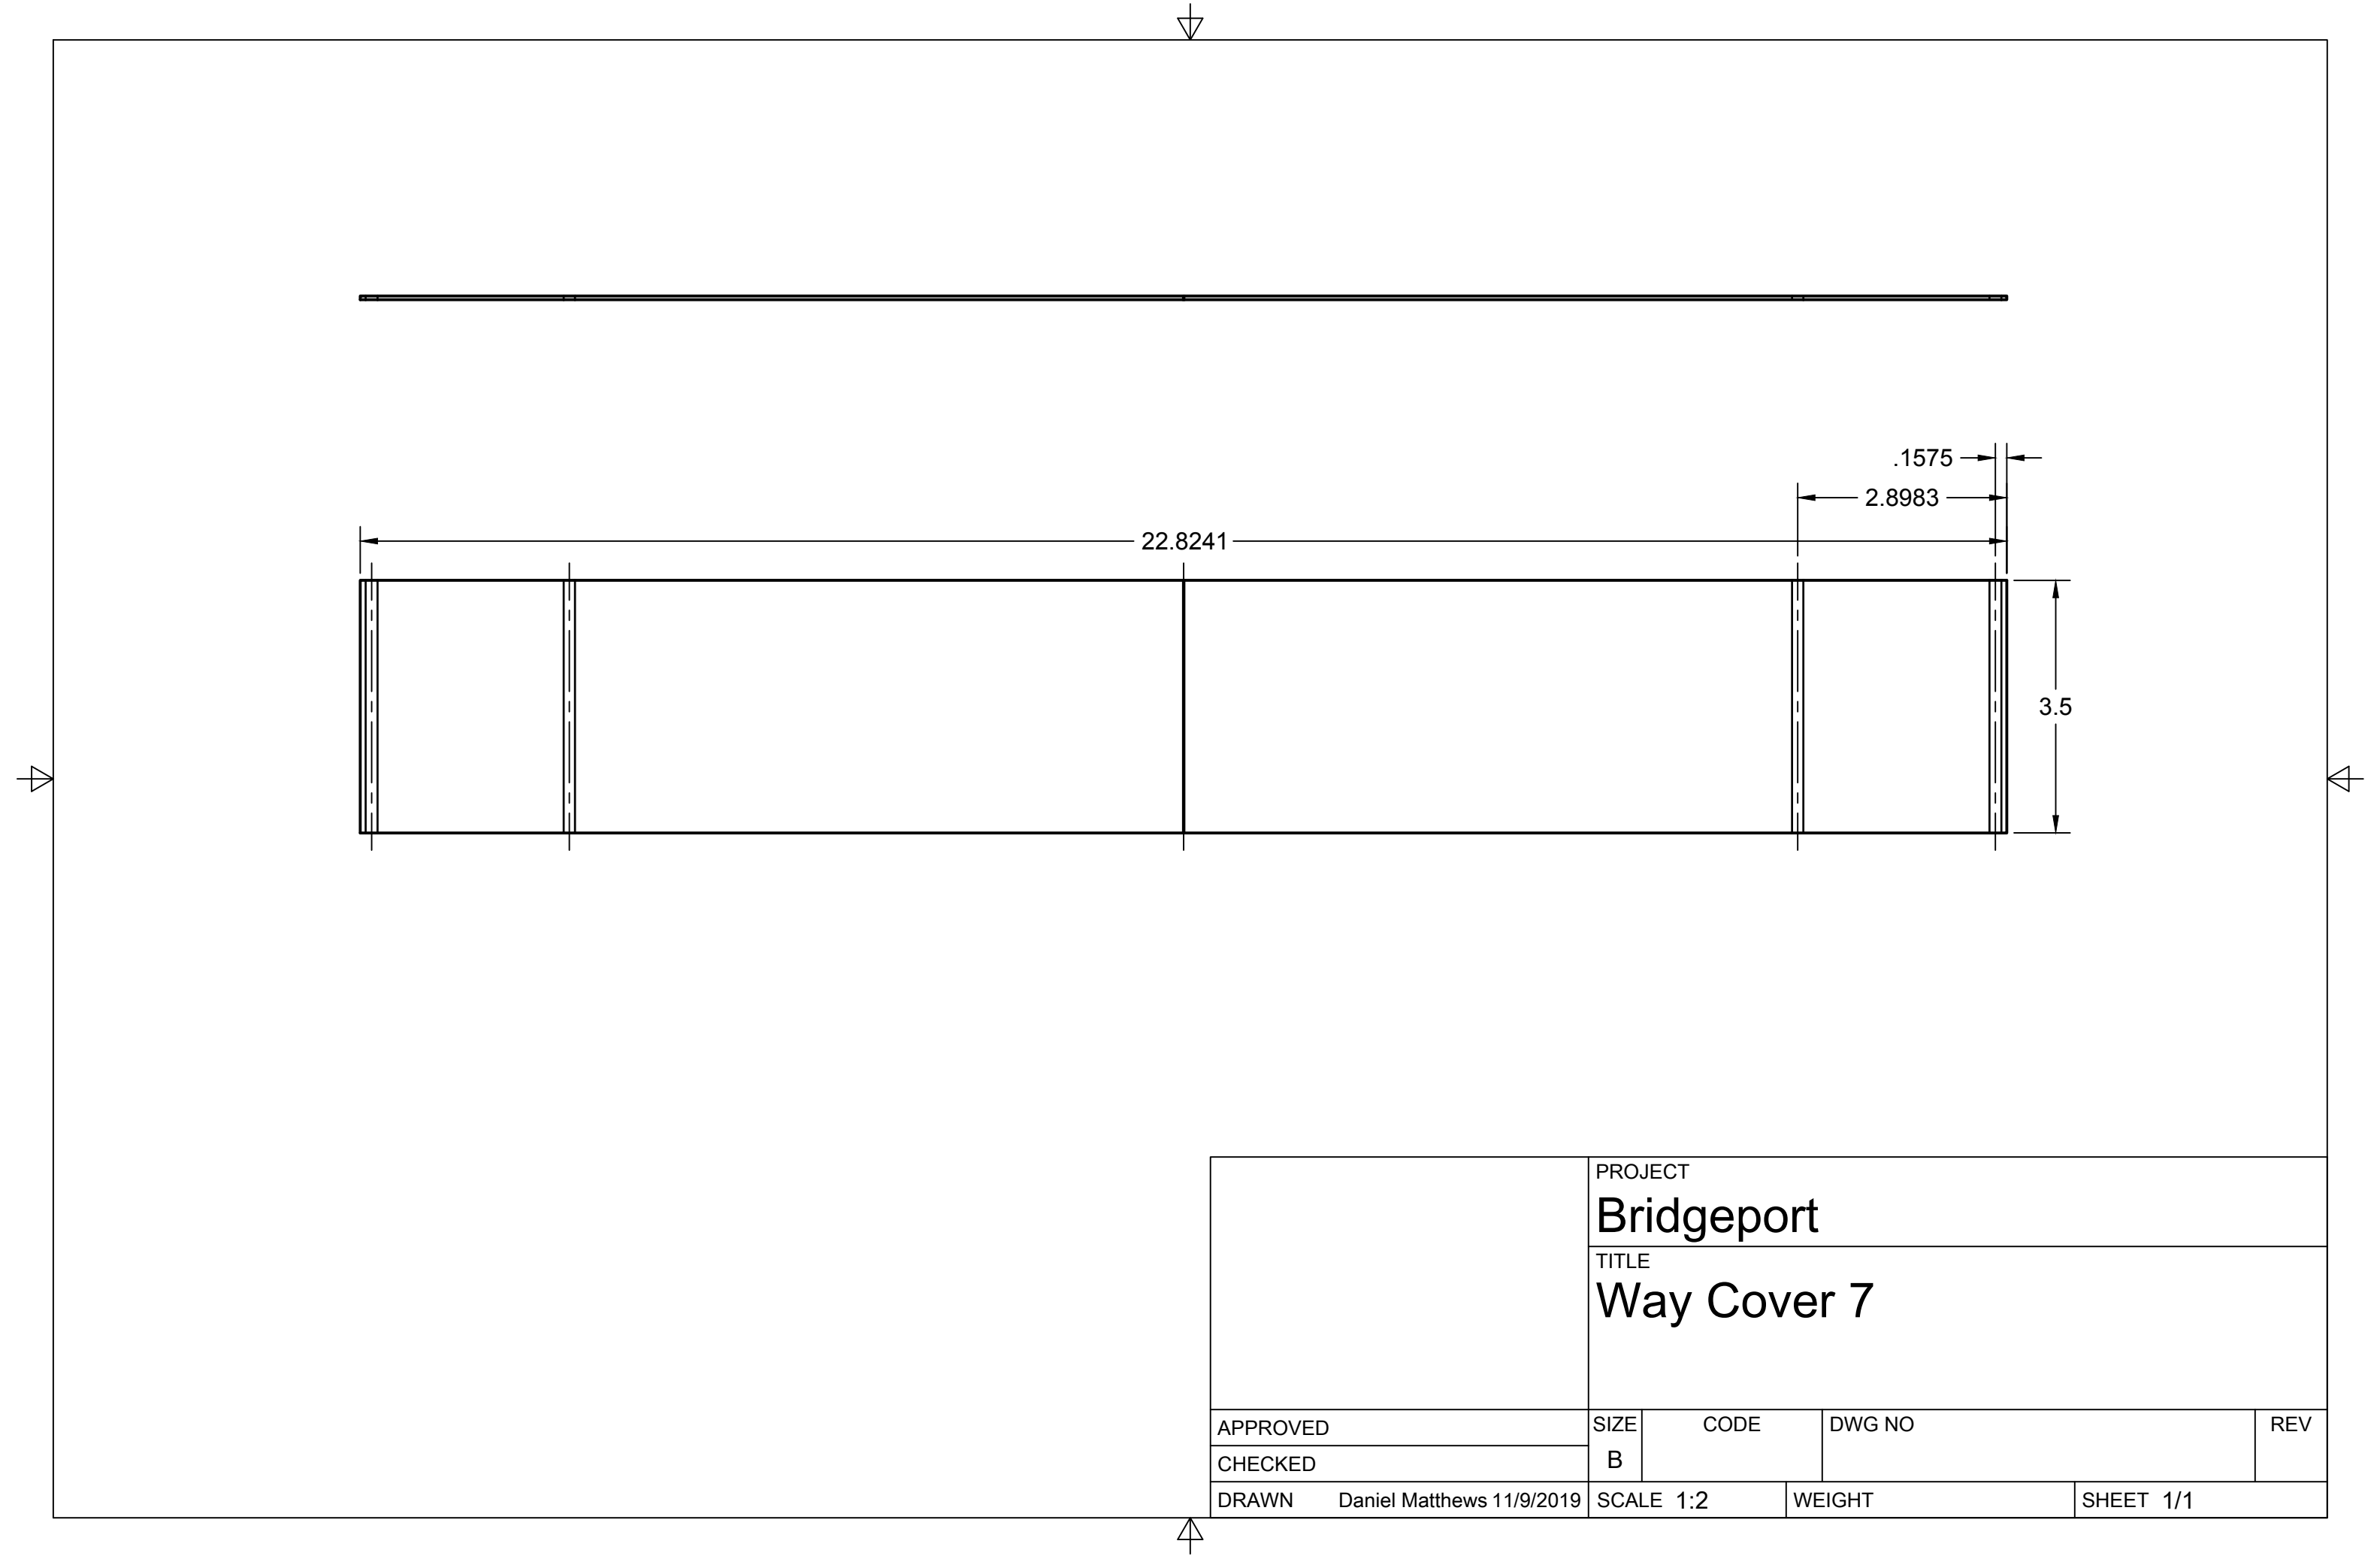 .1575
2.8983
22.8241
3.5
PROJECT
Bridgeport
TITLE
Way Cover 7
APPROVED
CHECKED
DRAWN Daniel Matthews 11/9/2019
SIZE
B
CODE
DWG NO
REV
SCALE 1:2
WEIGHT
SHEET 1/1